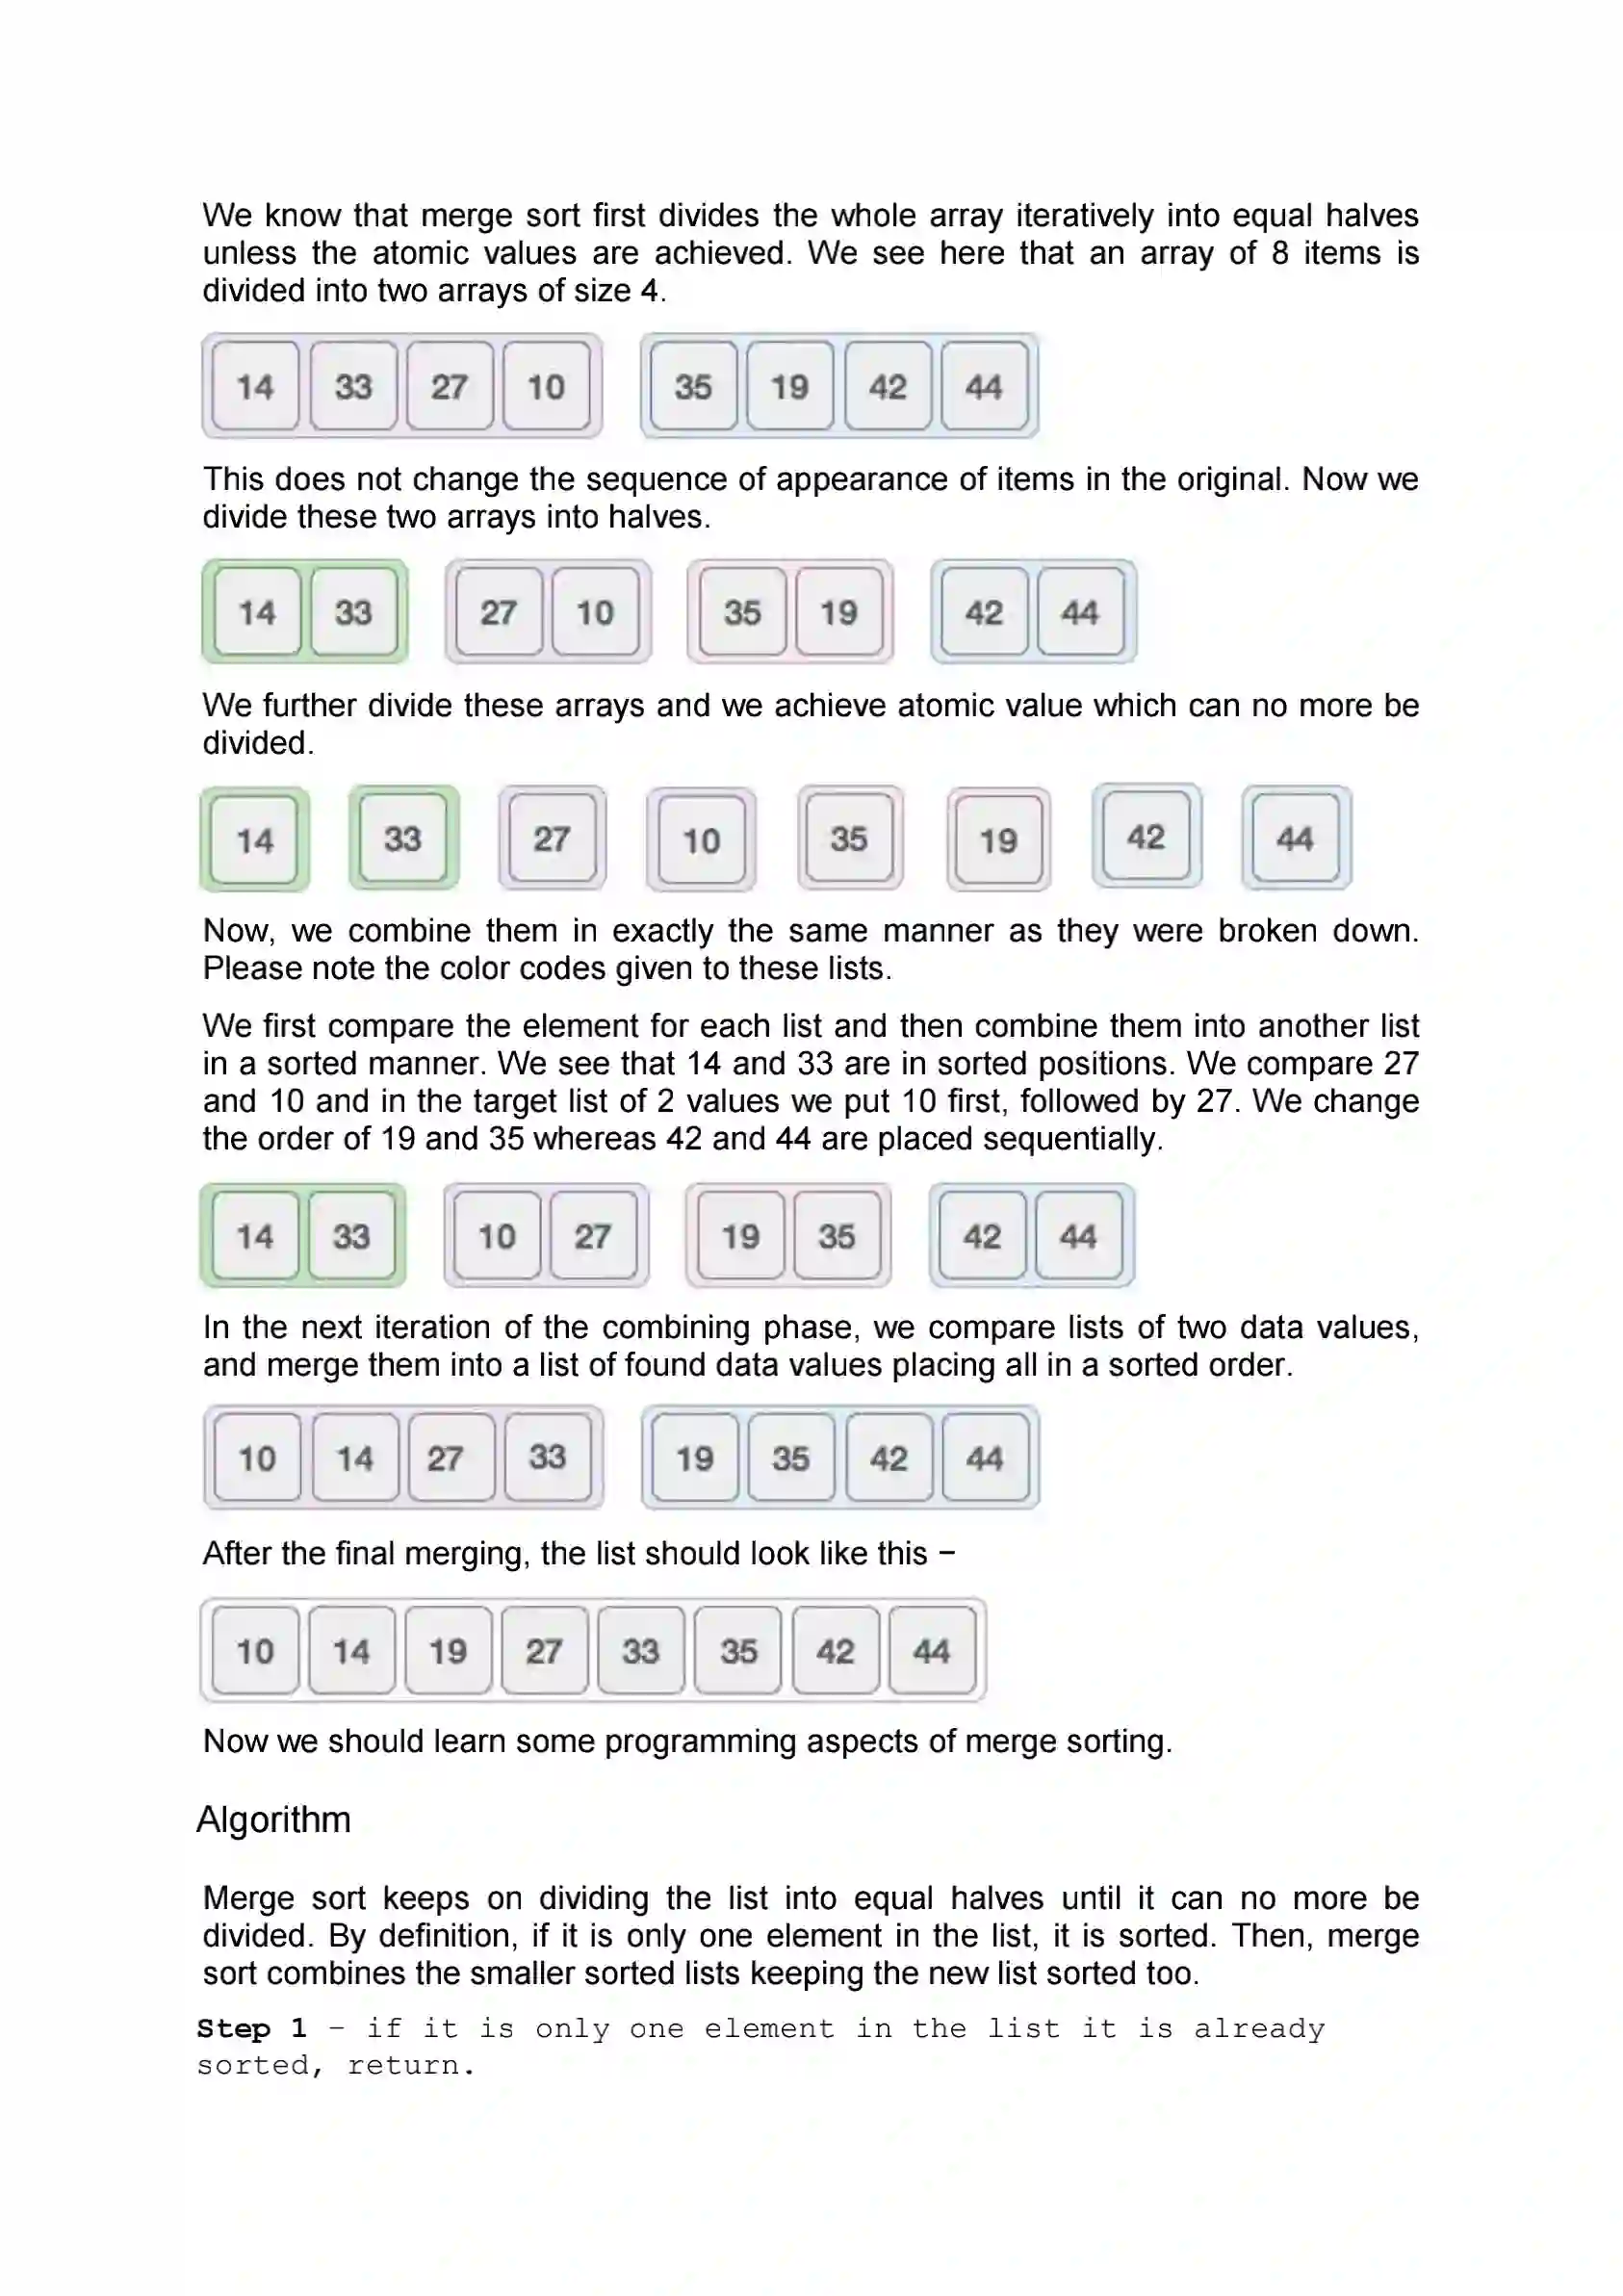 We know that merge sort first divides the whole array iteratively into equal halves
unless the atomic values are achieved. We see here that an array of 8 items is
divided into two arrays of size 4.
14 33 27 10 35 19 42 44
This does not change the sequence of appearance of items in the original. Now we
divide these two arrays into halves.
14 33 27 10 35 19 42 44
We further divide these arrays and we achieve atomic value which can no more be
divided.
14 33 27 10 35 19 42 44
Now, we combine them in exactly the same manner as they were broken down.
Please note the color codes given to these lists.
We first compare the element for each list and then combine them into another list
in a sorted manner. We see that 14 and 33 are in sorted positions. We compare 27
and 10 and in the target list of 2 values we put 10 first, followed by 27. We change
the order of 19 and 35 whereas 42 and 44 are placed sequentially.
14 33 10 27 19 35 42 44
In the next iteration of the combining phase, we compare lists of two data values,
and merge them into a list of found data values placing all in a sorted order.
10 14 27 33 19 35 42 44
After the final merging, the list should look like this −
10 14 19 27 33 35 42 44
Now we should learn some programming aspects of merge sorting.
Algorithm
Merge sort keeps on dividing the list into equal halves until it can no more be
divided. By definition, if it is only one element in the list, it is sorted. Then, merge
sort combines the smaller sorted lists keeping the new list sorted too.
Step 1 − if it is only one element in the list it is already
sorted, return.